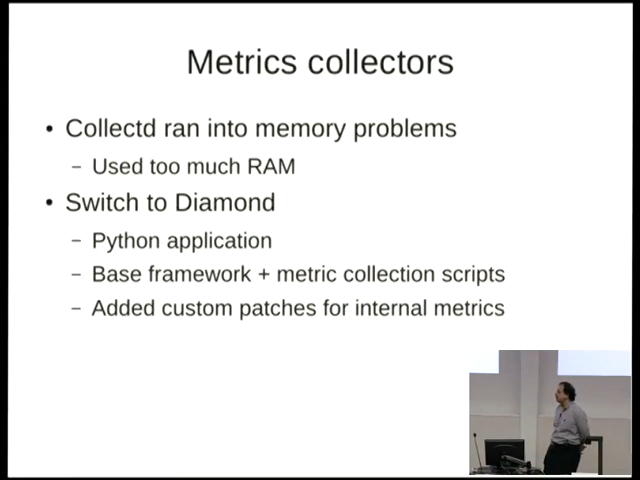 Metrics collectors
• Collectd ran into memory problems
– Used too much RAM
• Switch to Diamond
– Python application
– Base framework + metric collection scripts
– Added custom patches for internal metrics